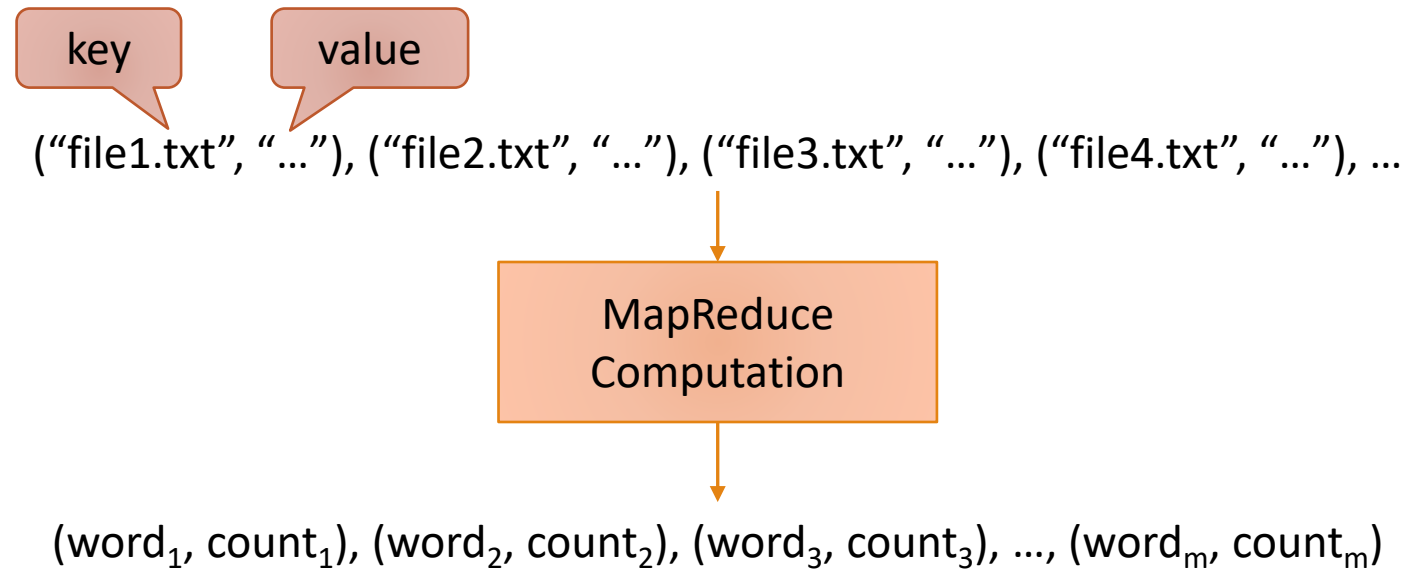 key
value
(“file1.txt”, “…”), (“file2.txt”, “…”), (“file3.txt”, “…”), (“file4.txt”, “…”), …
MapReduce
Computation
(word₁, count₁), (word₂, count₂), (word₃, count₃), …, (wordₘ, countₘ)